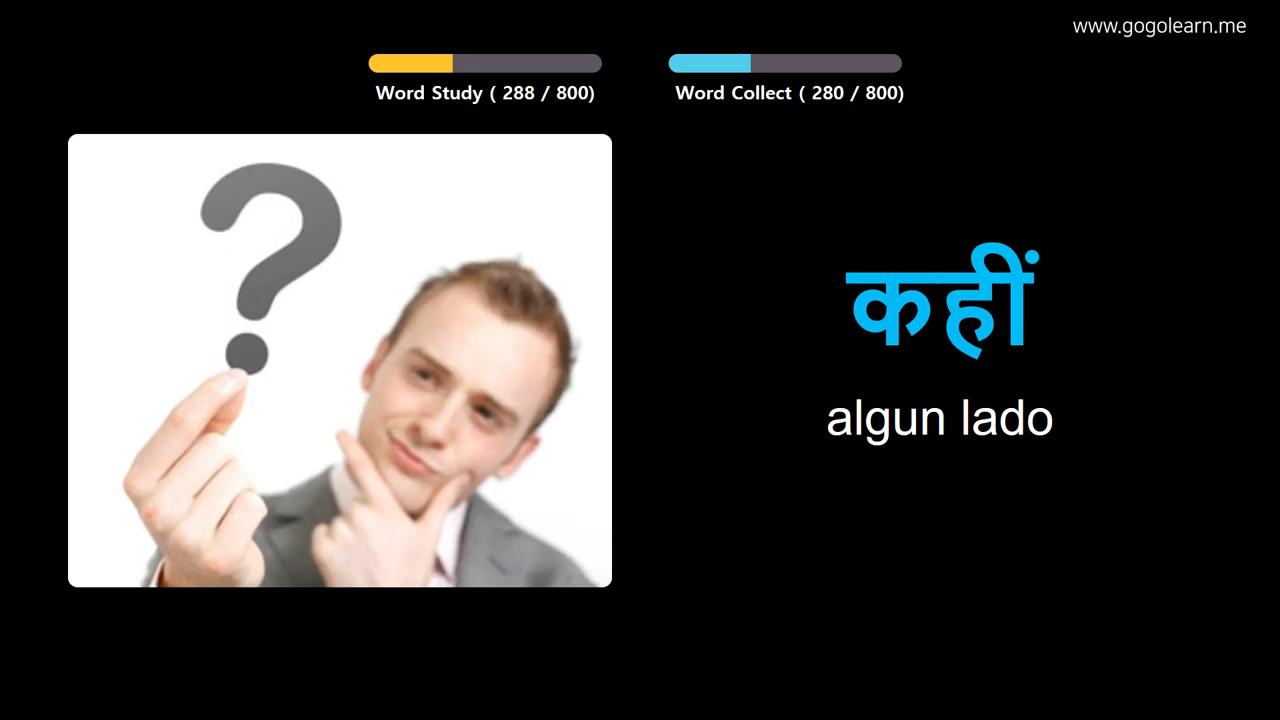 www.gogolearn.me
Word Study ( 288 / 800)
Word Collect ( 280 / 800)
कहीं
algun lado